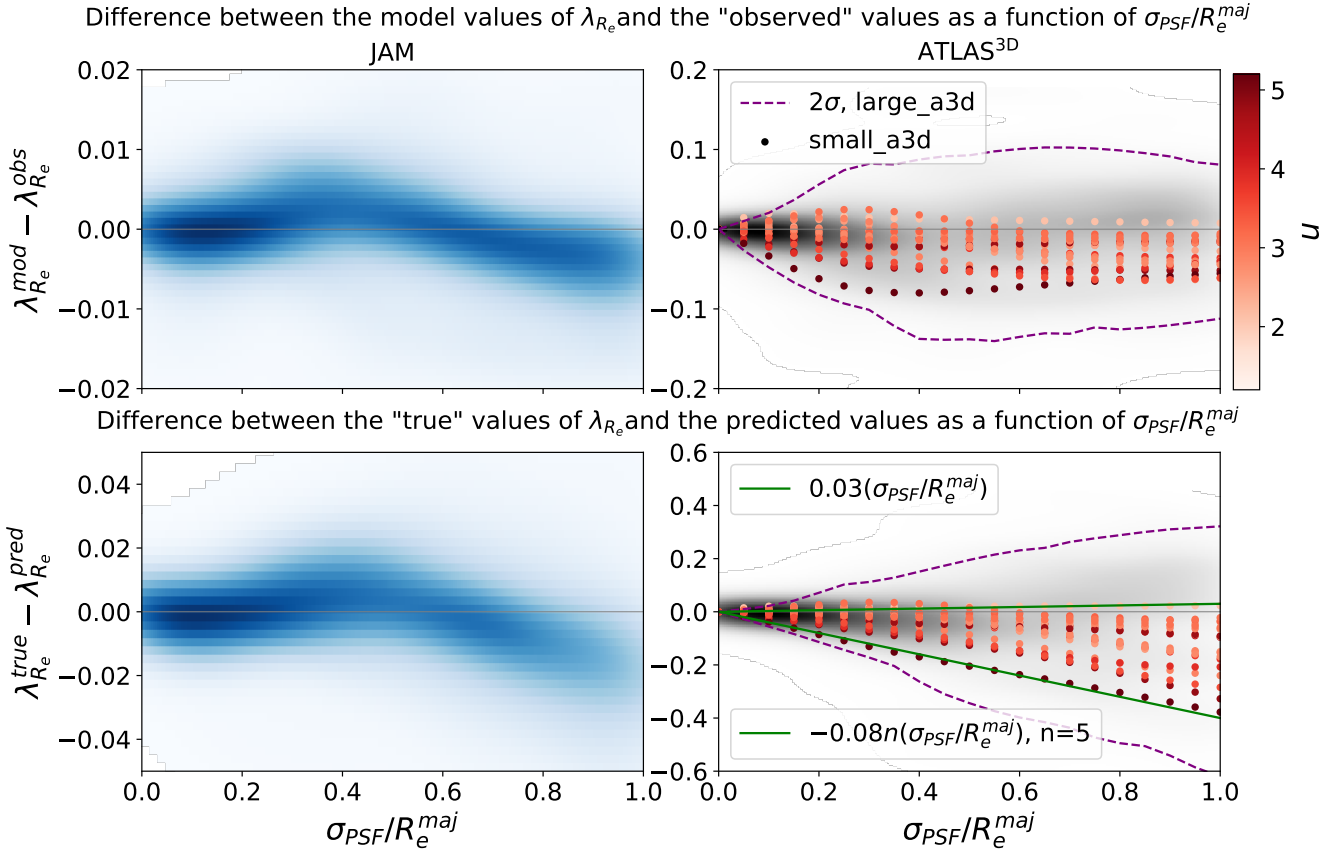 Difference between the model values of λ_{R_e} and the "observed" values as a function of σ_{PSF}/R_e^{maj}
JAM
ATLAS^{3D}
0.02
0.01
0.00
−0.01
−0.02
λ_{R_e}^{mod} − λ_{R_e}^{obs}
0.2
0.1
0.0
−0.1
−0.2
2σ, large_a3d
small_a3d
5
4
3
2
n
Difference between the "true" values of λ_{R_e} and the predicted values as a function of σ_{PSF}/R_e^{maj}
0.04
0.02
0.00
−0.02
−0.04
λ_{R_e}^{true} − λ_{R_e}^{pred}
0.0 0.2 0.4 0.6 0.8 1.0
σ_{PSF}/R_e^{maj}
0.6
0.4
0.2
0.0
−0.2
−0.4
−0.6
0.03(σ_{PSF}/R_e^{maj})
−0.08n(σ_{PSF}/R_e^{maj}), n=5
0.0 0.2 0.4 0.6 0.8 1.0
σ_{PSF}/R_e^{maj}